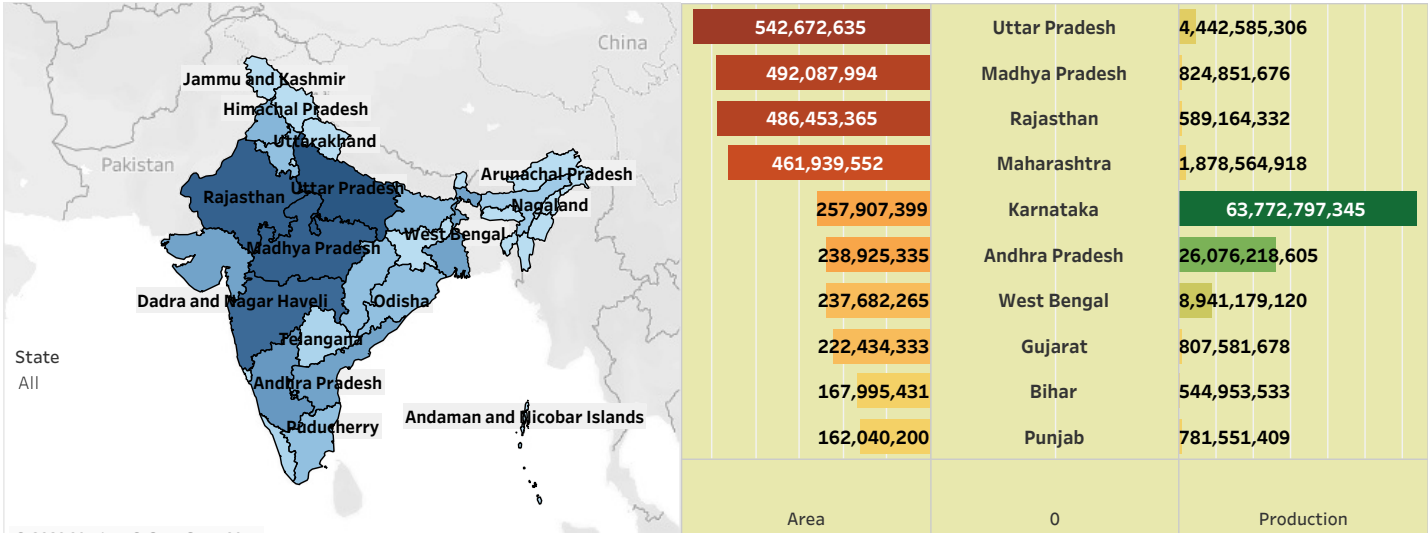 China
Jammu and Kashmir
Himachal Pradesh
Uttarakhand
Pakistan
Arunachal Pradesh
Rajasthan
Uttar Pradesh
Nagaland
West Bengal
Madhya Pradesh
Dadra and Nagar Haveli
Odisha
Telangana
State
All
Andhra Pradesh
Andaman and Nicobar Islands
Puducherry
542,672,635 Uttar Pradesh 4,442,585,306
492,087,994 Madhya Pradesh 824,851,676
486,453,365 Rajasthan 589,164,332
461,939,552 Maharashtra 1,878,564,918
257,907,399 Karnataka 63,772,797,345
238,925,335 Andhra Pradesh 26,076,218,605
237,682,265 West Bengal 8,941,179,120
222,434,333 Gujarat 807,581,678
167,995,431 Bihar 544,953,533
162,040,200 Punjab 781,551,409
Area 0 Production